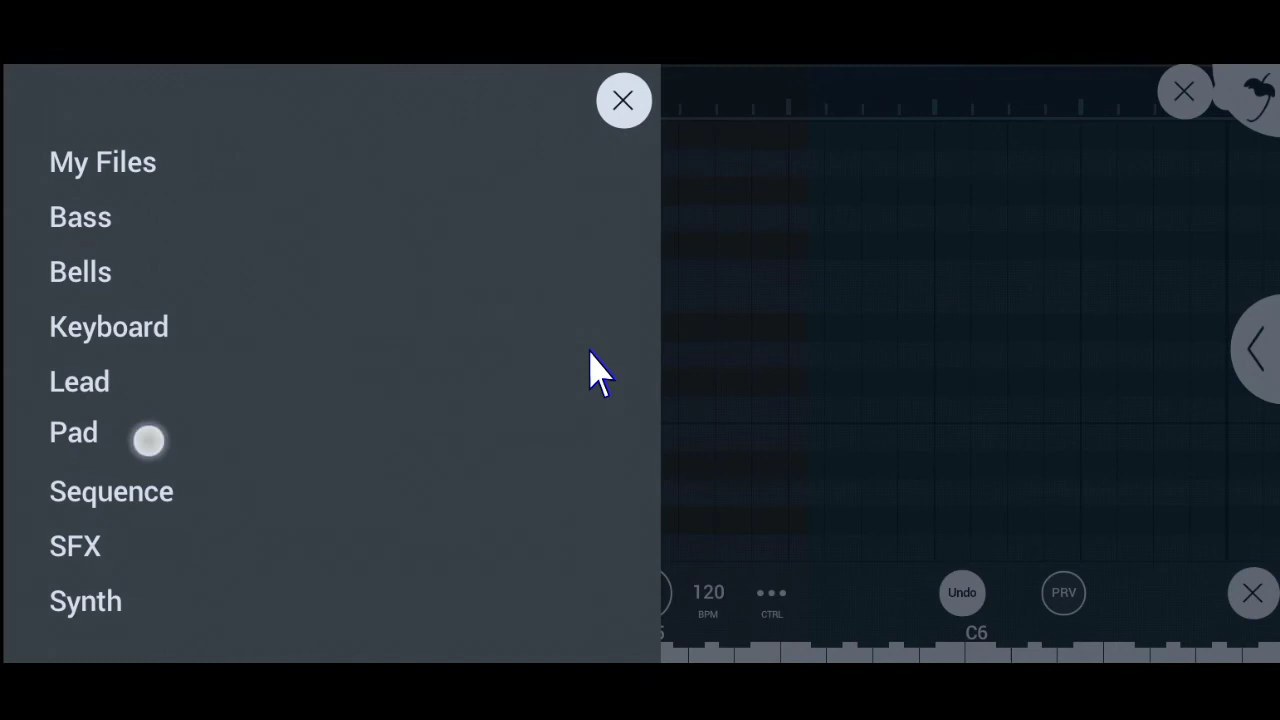 My Files
Bass
Bells
Keyboard
Lead
Pad
Sequence
SFX
Synth
120
BPM
CTRL
Undo
PRV
C6